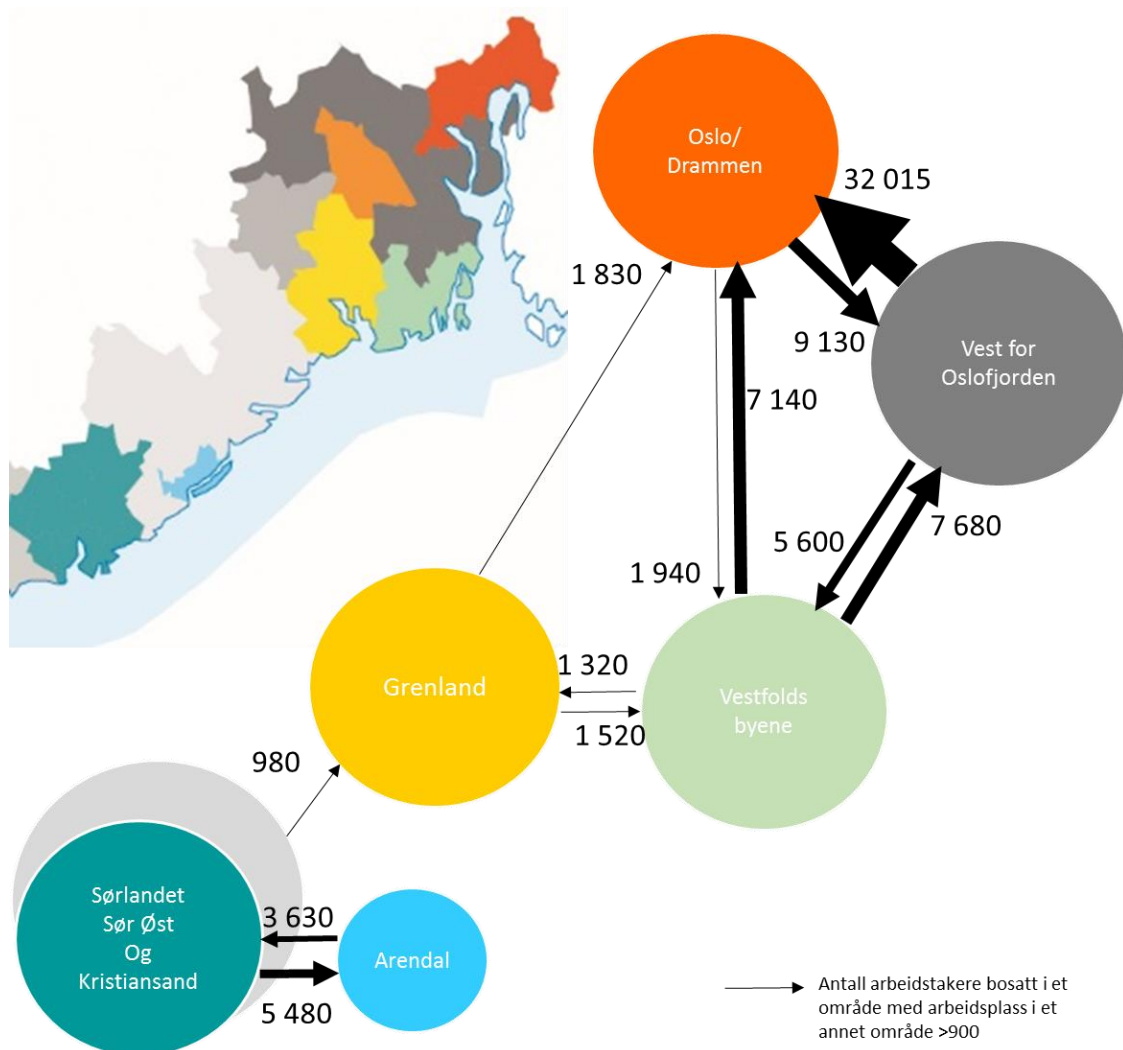 Oslo/
Drammen
32 015
1 830
9 130
Vest for
Oslofjorden
7 140
5 600
7 680
1 940
1 320
Grenland
Vestfolds
byene
1 520
980
Sørlandet
Sør Øst
Og
Kristiansand
3 630
Arendal
5 480
Antall arbeidstakere bosatt i et
område med arbeidsplass i et
annet område >900